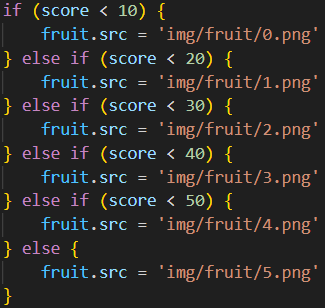 if (score < 10) {
    fruit.src = 'img/fruit/0.png'
} else if (score < 20) {
    fruit.src = 'img/fruit/1.png'
} else if (score < 30) {
    fruit.src = 'img/fruit/2.png'
} else if (score < 40) {
    fruit.src = 'img/fruit/3.png'
} else if (score < 50) {
    fruit.src = 'img/fruit/4.png'
} else {
    fruit.src = 'img/fruit/5.png'
}